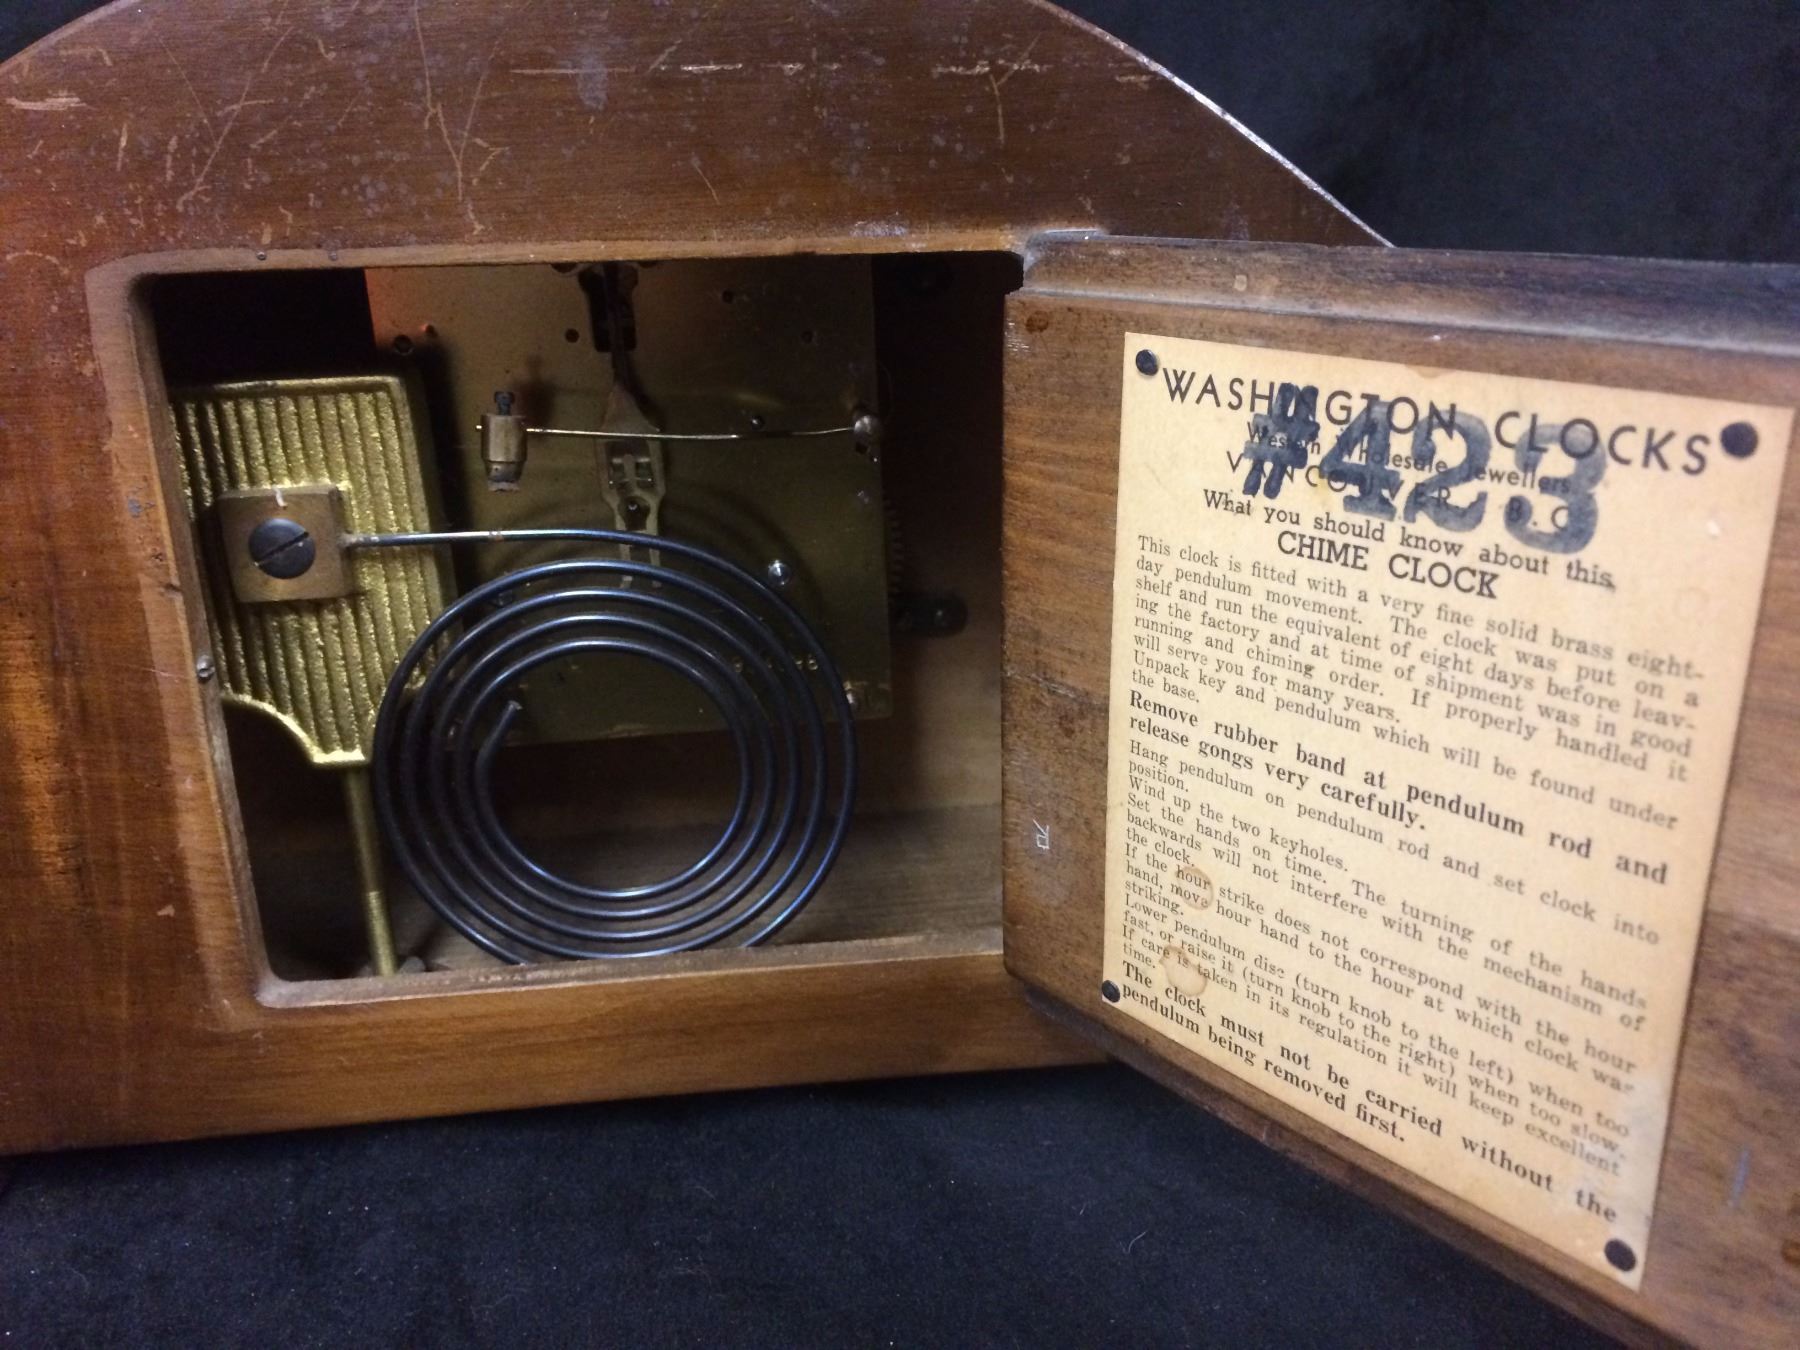 WASHINGTON CLOCKS
#423
Western Wholesale Jewellers
VANCOUVER, B.C.
What you should know about this
CHIME CLOCK
This clock is fitted with a very fine solid brass eight-
day pendulum movement. The clock was put on a
shelf and run the equivalent of eight days before leav-
ing the factory and at time of shipment was in good
running and chiming order. If properly handled it
will serve you for many years.
Unpack key and pendulum which will be found under
the base.
Remove rubber band at pendulum rod and
release gongs very carefully.
Hang pendulum on pendulum rod and set clock into
position.
Wind up the two keyholes.
Set the hands on time. The turning of the hands
backwards will not interfere with the mechanism of
the clock.
If the hour strike does not correspond with the hour
hand, move hour hand to the hour at which clock was
striking.
Lower pendulum disc (turn knob to the left) when too
fast, or raise it (turn knob to the right) when too slow.
If care is taken in its regulation it will keep excellent
time.
The clock must not be carried without the
pendulum being removed first.